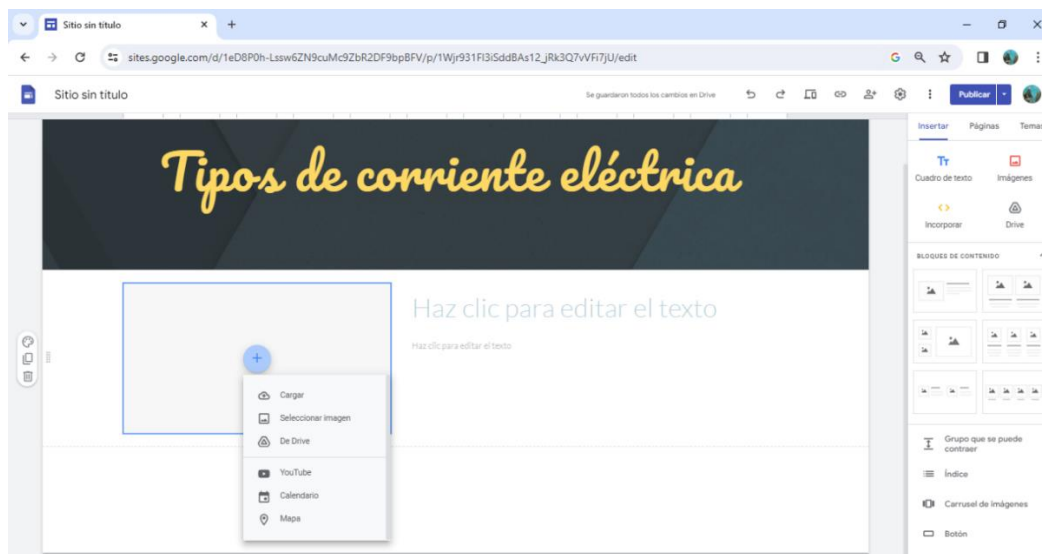 Sitio sin título
sites.google.com/d/1eD8P0h-Lssw6ZN9cuMc9ZbR2DF9bpBFV/p/1Wjr931FI3iSddBAs12_jRk3Q7vVFi7jU/edit
Sitio sin título
Se guardaron todos los cambios en Drive
Publicar
Insertar Páginas Temas
Tipos de corriente eléctrica
Tт
Cuadro de texto Imágenes
Incorporar Drive
BLOQUES DE CONTENIDO
Haz clic para editar el texto
Haz clic para editar el texto
Cargar
Seleccionar imagen
De Drive
YouTube
Calendario
Mapa
Grupo que se puede
contraer
Índice
Carrusel de imágenes
Botón